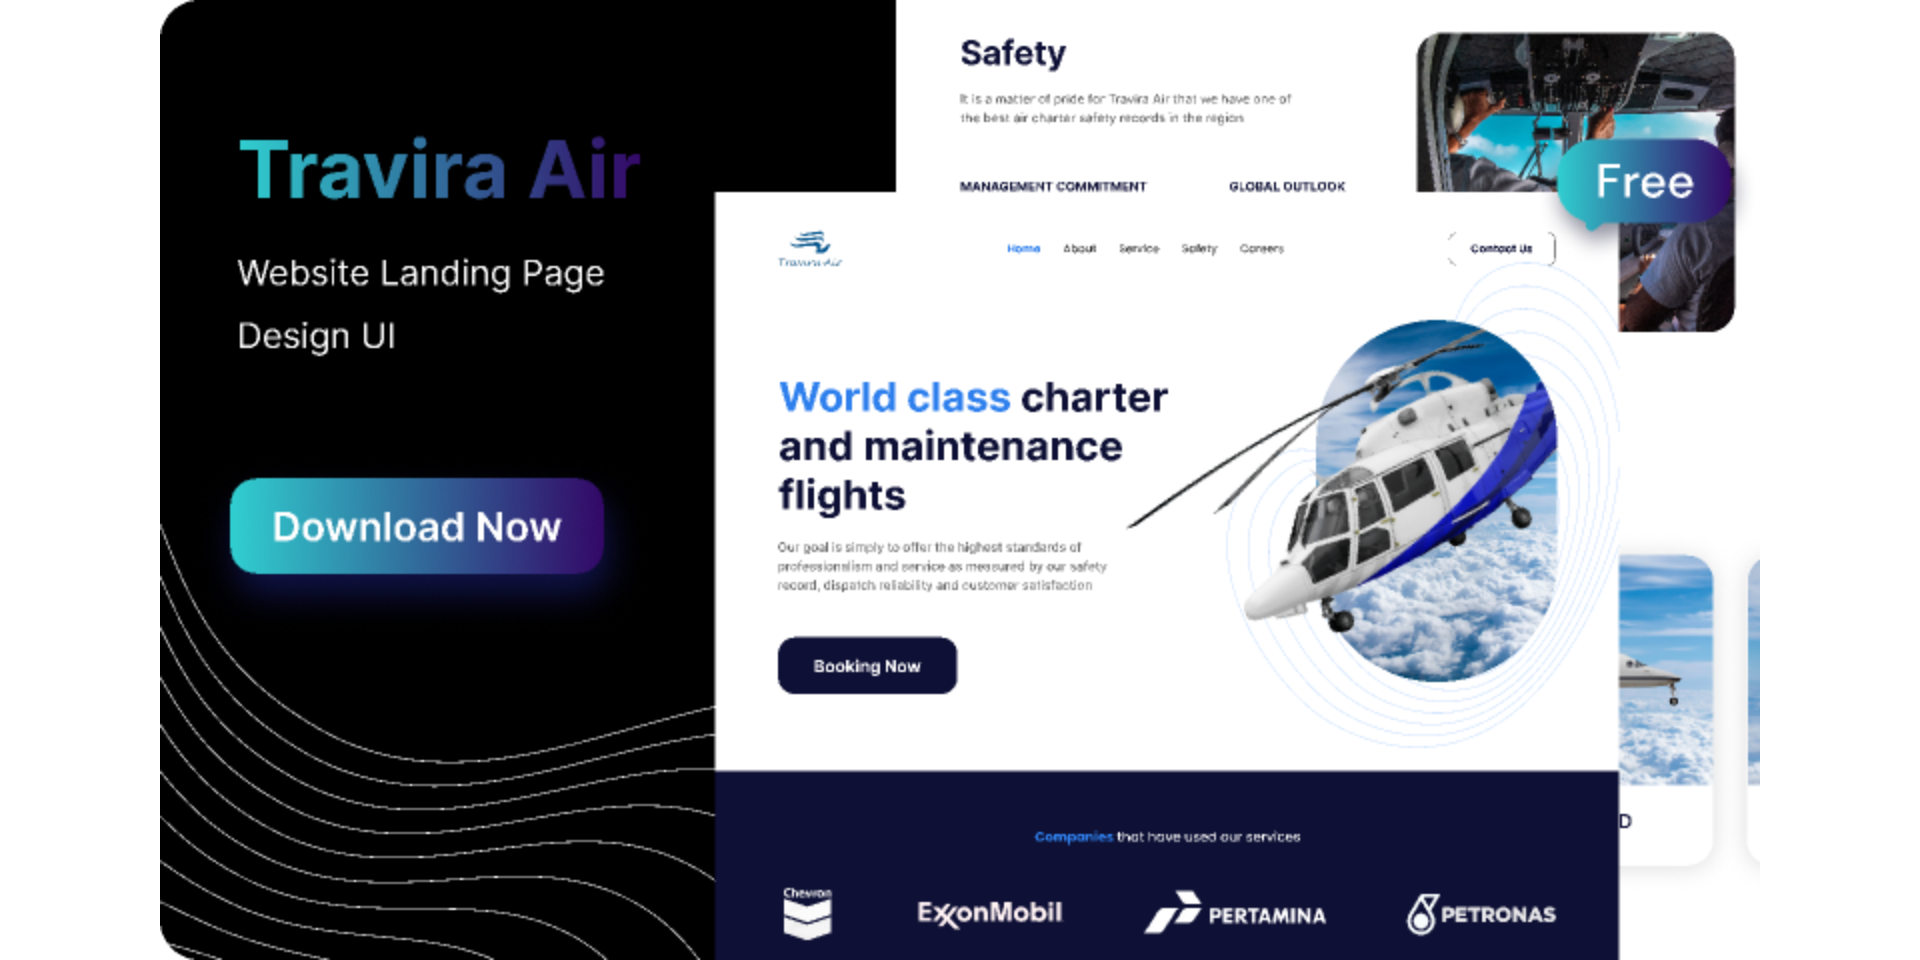 Travira Air
Website Landing Page
Design UI
Download Now
Safety
It is a matter of pride for Travira Air that we have one of
the best air charter safety records in the region
MANAGEMENT COMMITMENT
GLOBAL OUTLOOK
Free
Travira Air
Home About Service Safety Careers
Contact Us
World class charter
and maintenance
flights
Our goal is simply to offer the highest standards of
professionalism and service as measured by our safety
record, dispatch reliability and customer satisfaction
Booking Now
D
Companies that have used our services
Chevron
ExxonMobil
PERTAMINA
PETRONAS